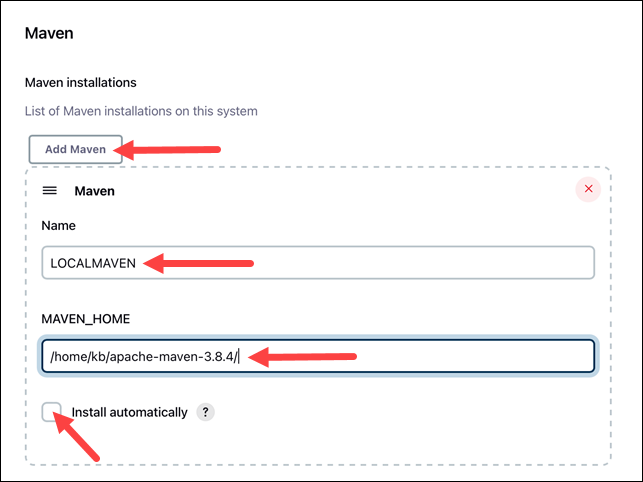 Maven
Maven installations
List of Maven installations on this system
Add Maven
Maven
Name
LOCALMAVEN
MAVEN_HOME
/home/kb/apache-maven-3.8.4/
Install automatically ?